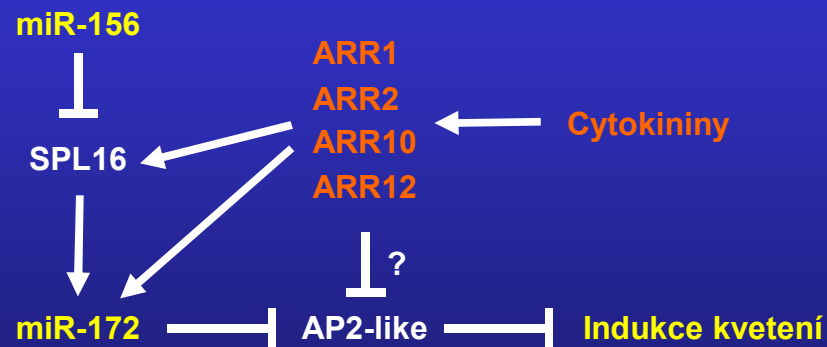 miR-156
ARR1
ARR2
ARR10
ARR12
Cytokininy
SPL16
?
miR-172
AP2-like
Indukce kvetení